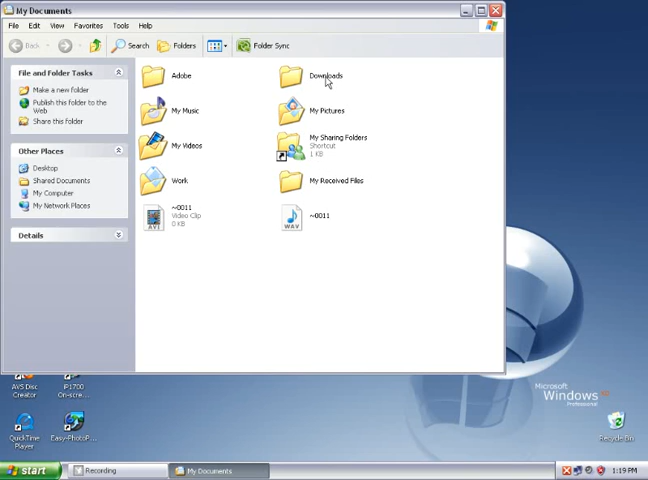 My Documents
File Edit View Favorites Tools Help
Back Search Folders Folder Sync
File and Folder Tasks
Make a new folder
Publish this folder to the
Web
Share this folder
Other Places
Desktop
Shared Documents
My Computer
My Network Places
Details
Adobe
Downloads
My Music
My Pictures
My Videos
My Sharing Folders
Shortcut
1 KB
Work
My Received Files
~0011
Video Clip
0 KB
AVI
~0011
WAV
AVS Disc
Creator
iP1700
On-scre...
QuickTime
Player
Easy-PhotoP...
Microsoft
Windows xp
Professional
Recycle Bin
start
Recording
My Documents
1:19 PM